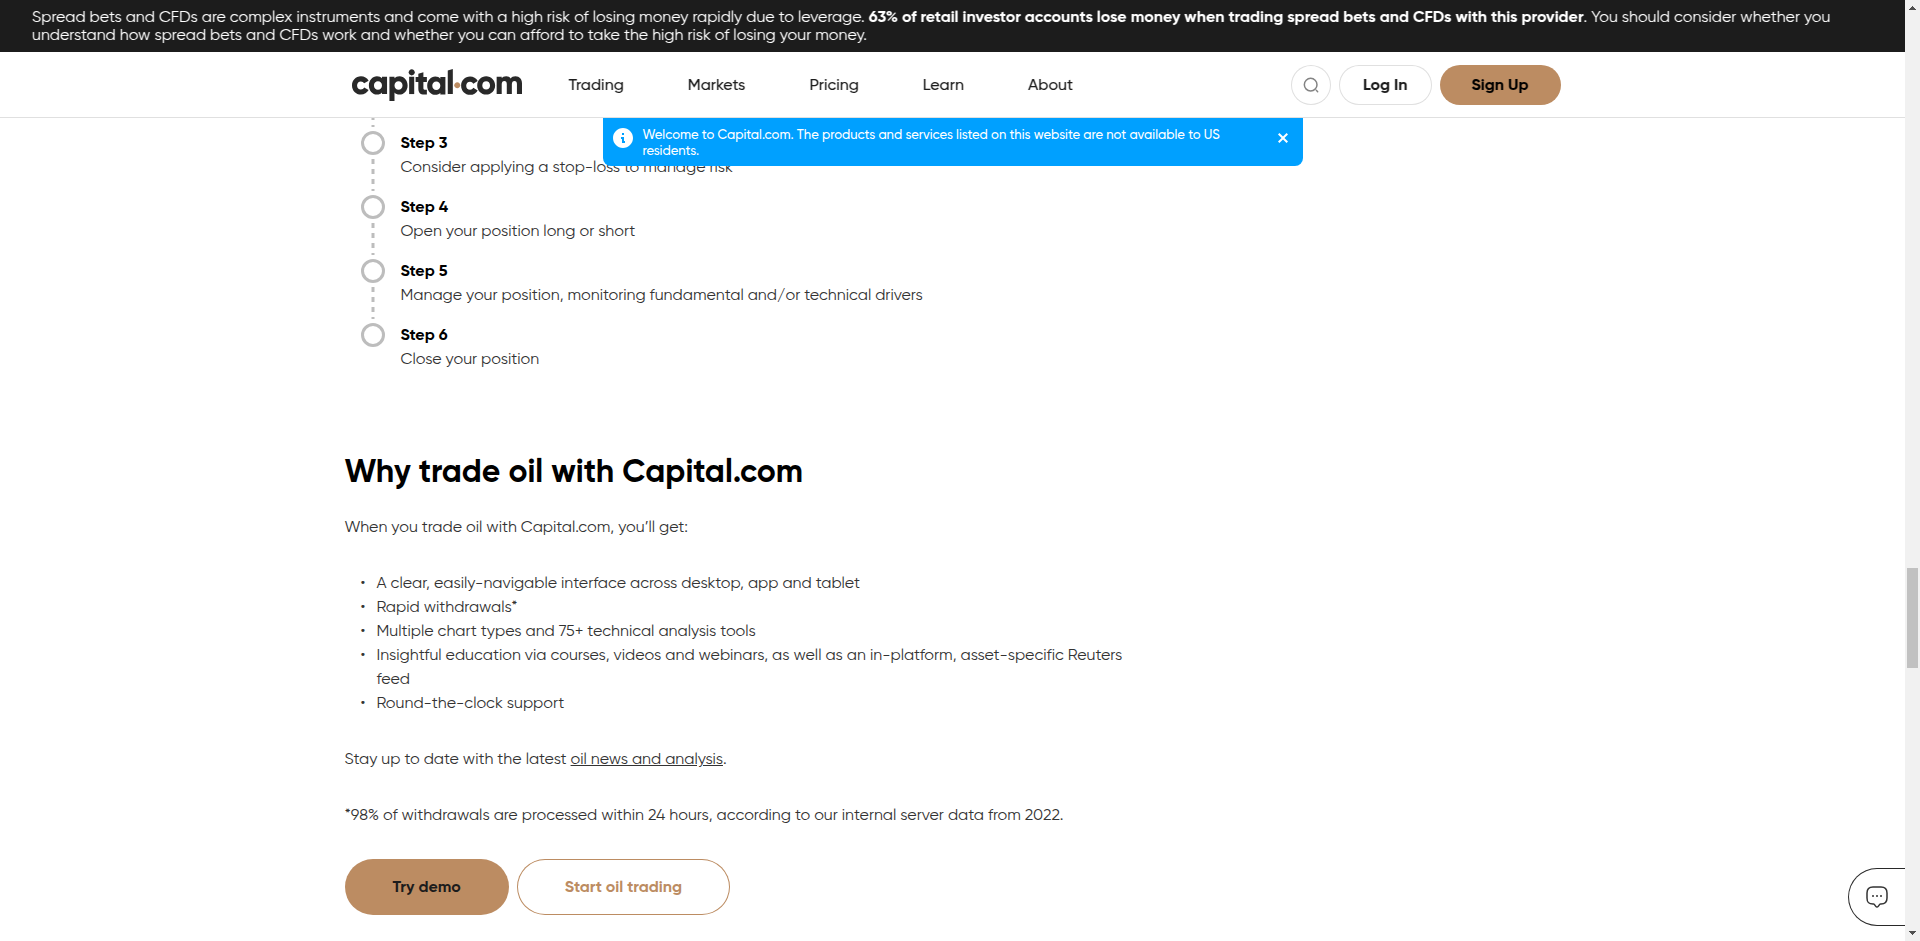 Spread bets and CFDs are complex instruments and come with a high risk of losing money rapidly due to leverage. 63% of retail investor accounts lose money when trading spread bets and CFDs with this provider. You should consider whether you
understand how spread bets and CFDs work and whether you can afford to take the high risk of losing your money.
capital.com
Trading
Markets
Pricing
Learn
About
Log In
Sign Up
Welcome to Capital.com. The products and services listed on this website are not available to US
residents.
Step 3
Consider applying a stop-loss to manage risk
Step 4
Open your position long or short
Step 5
Manage your position, monitoring fundamental and/or technical drivers
Step 6
Close your position
Why trade oil with Capital.com
When you trade oil with Capital.com, you’ll get:
• A clear, easily-navigable interface across desktop, app and tablet
• Rapid withdrawals*
• Multiple chart types and 75+ technical analysis tools
• Insightful education via courses, videos and webinars, as well as an in-platform, asset-specific Reuters
feed
• Round-the-clock support
Stay up to date with the latest oil news and analysis.
*98% of withdrawals are processed within 24 hours, according to our internal server data from 2022.
Try demo
Start oil trading